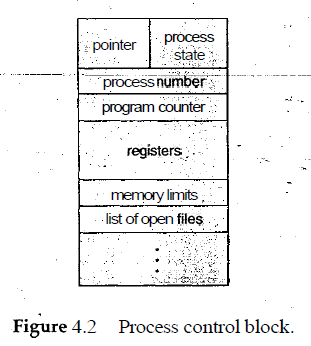 pointer
process
state
process number
program counter
registers
memory limits
list of open files
Figure 4.2 Process control block.